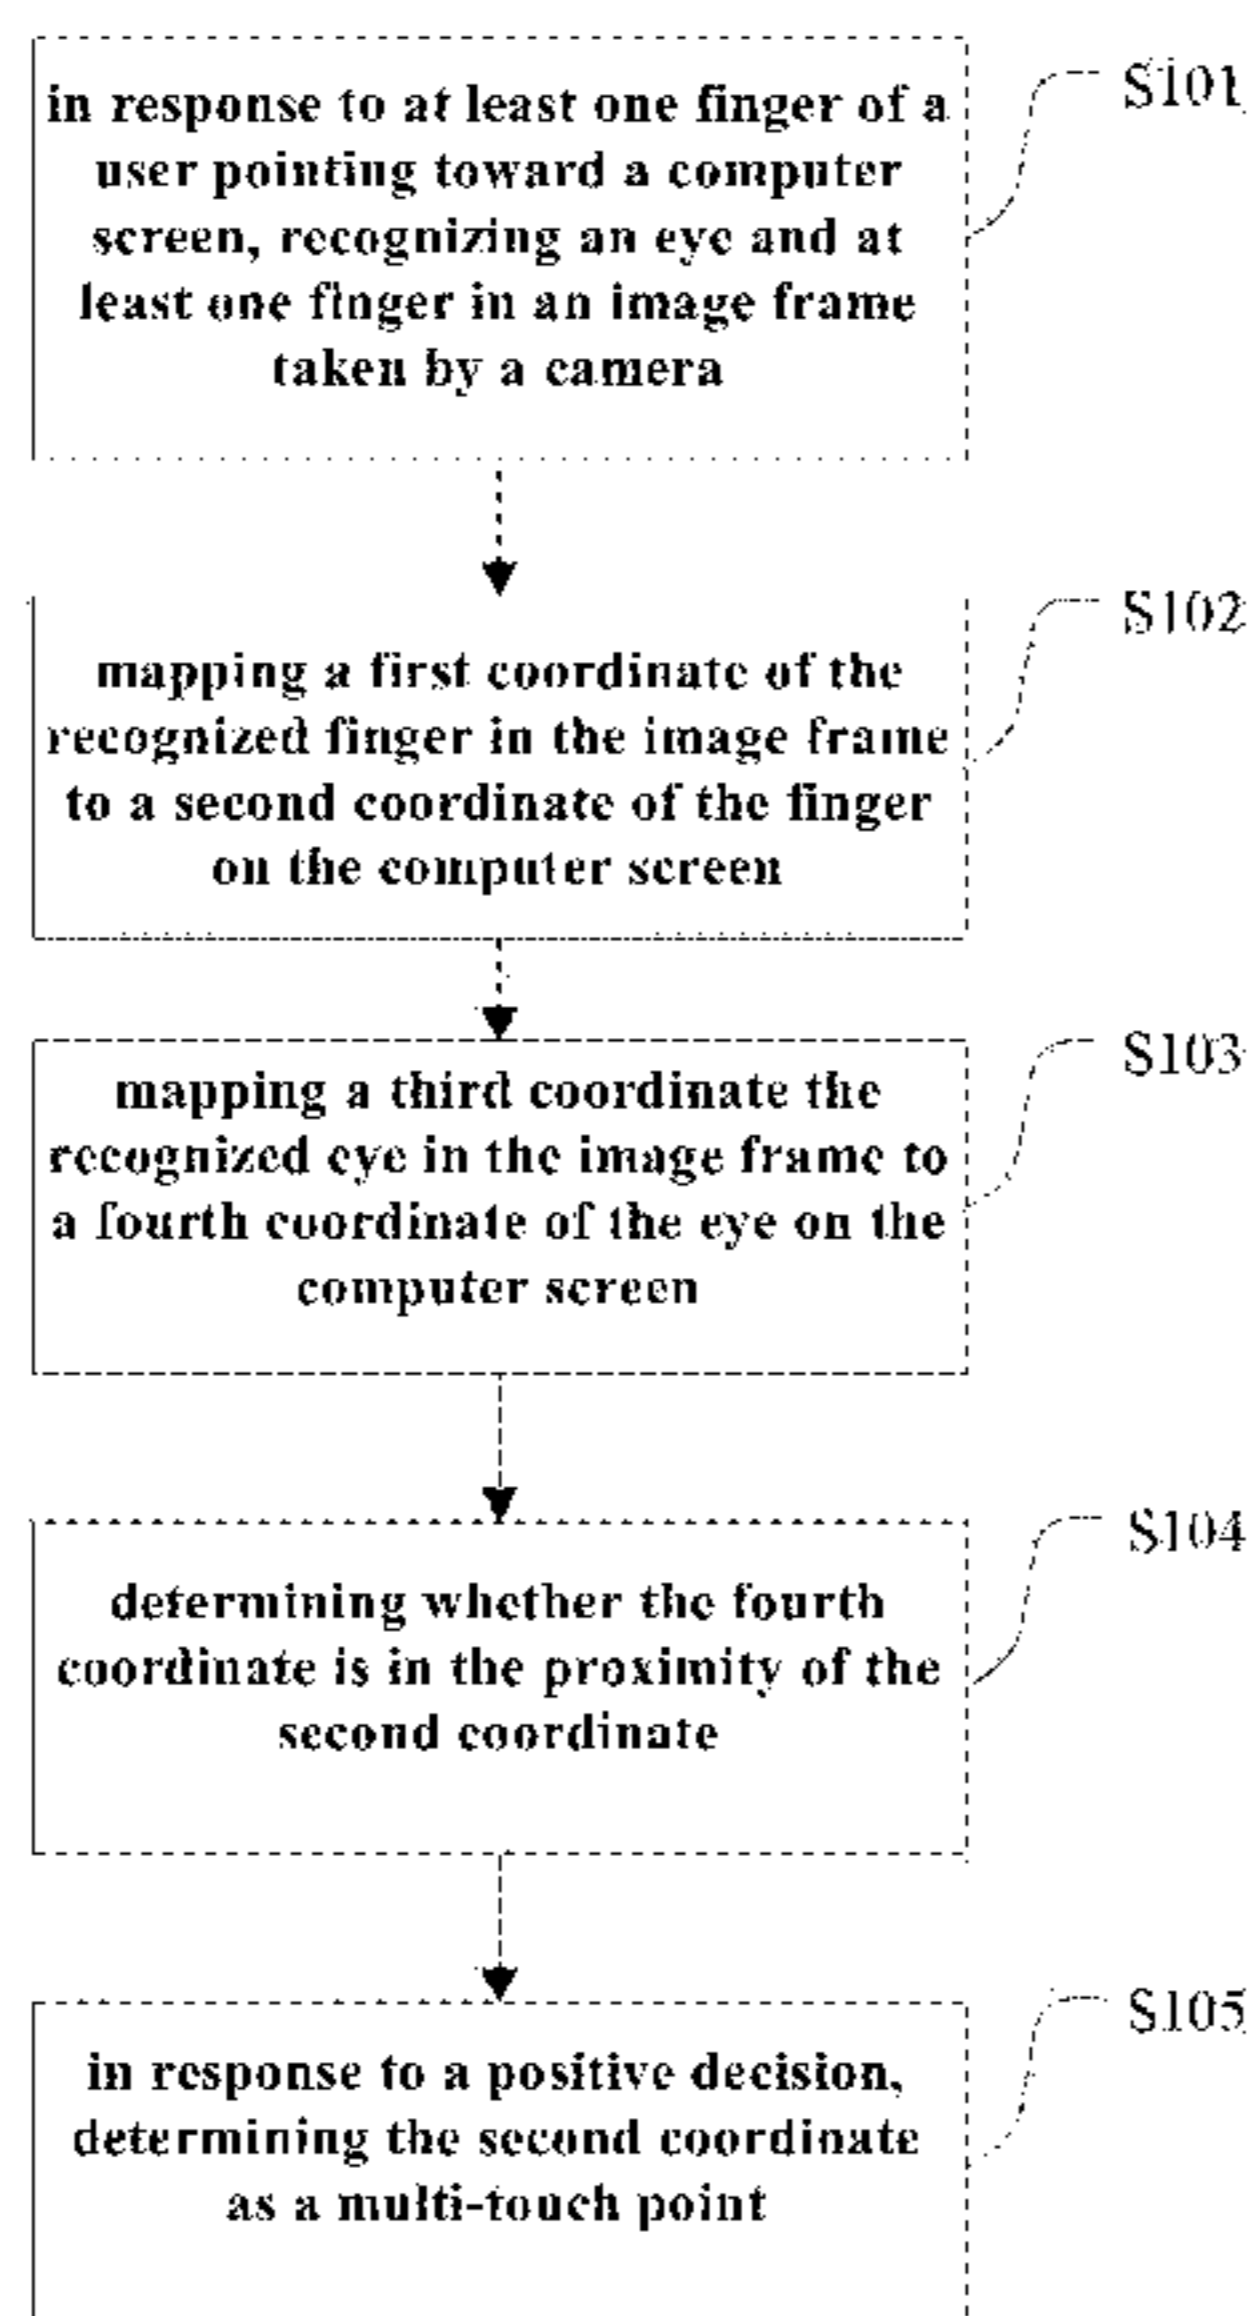 in response to at least one finger of a
user pointing toward a computer
screen, recognizing an eye and at
least one finger in an image frame
taken by a camera
S101
mapping a first coordinate of the
recognized finger in the image frame
to a second coordinate of the finger
on the computer screen
S102
mapping a third coordinate the
recognized eye in the image frame to
a fourth coordinate of the eye on the
computer screen
S103
determining whether the fourth
coordinate is in the proximity of the
second coordinate
S104
in response to a positive decision,
determining the second coordinate
as a multi-touch point
S105